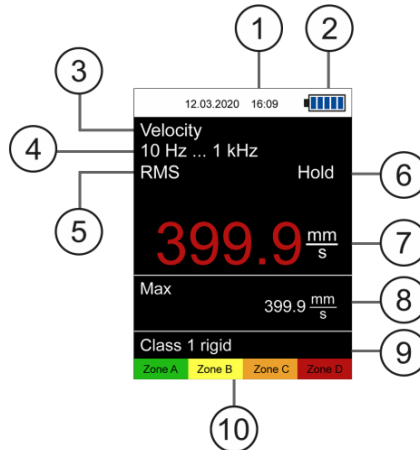 1 2
3
12.03.2020 16:09
Velocity
4
10 Hz ... 1 kHz
RMS Hold
5 6
399.9 mm/s
7
Max
399.9 mm/s
8
Class 1 rigid
9
Zone A Zone B Zone C Zone D
10